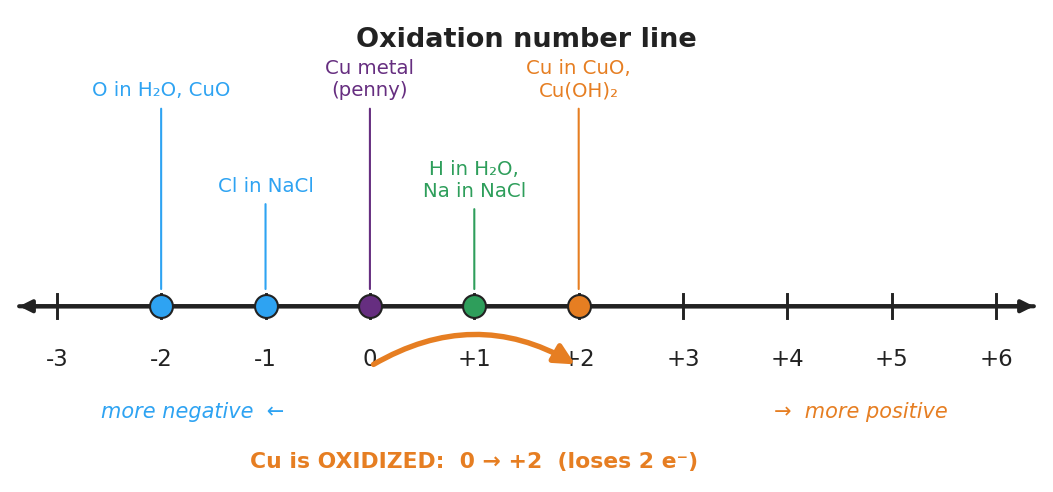 Oxidation number line
Cu metal
(penny)
Cu in CuO,
Cu(OH)₂
O in H₂O, CuO
H in H₂O,
Na in NaCl
Cl in NaCl
-3 -2 -1 0 +1 +2 +3 +4 +5 +6
more negative ←
→ more positive
Cu is OXIDIZED: 0 → +2 (loses 2 e⁻)